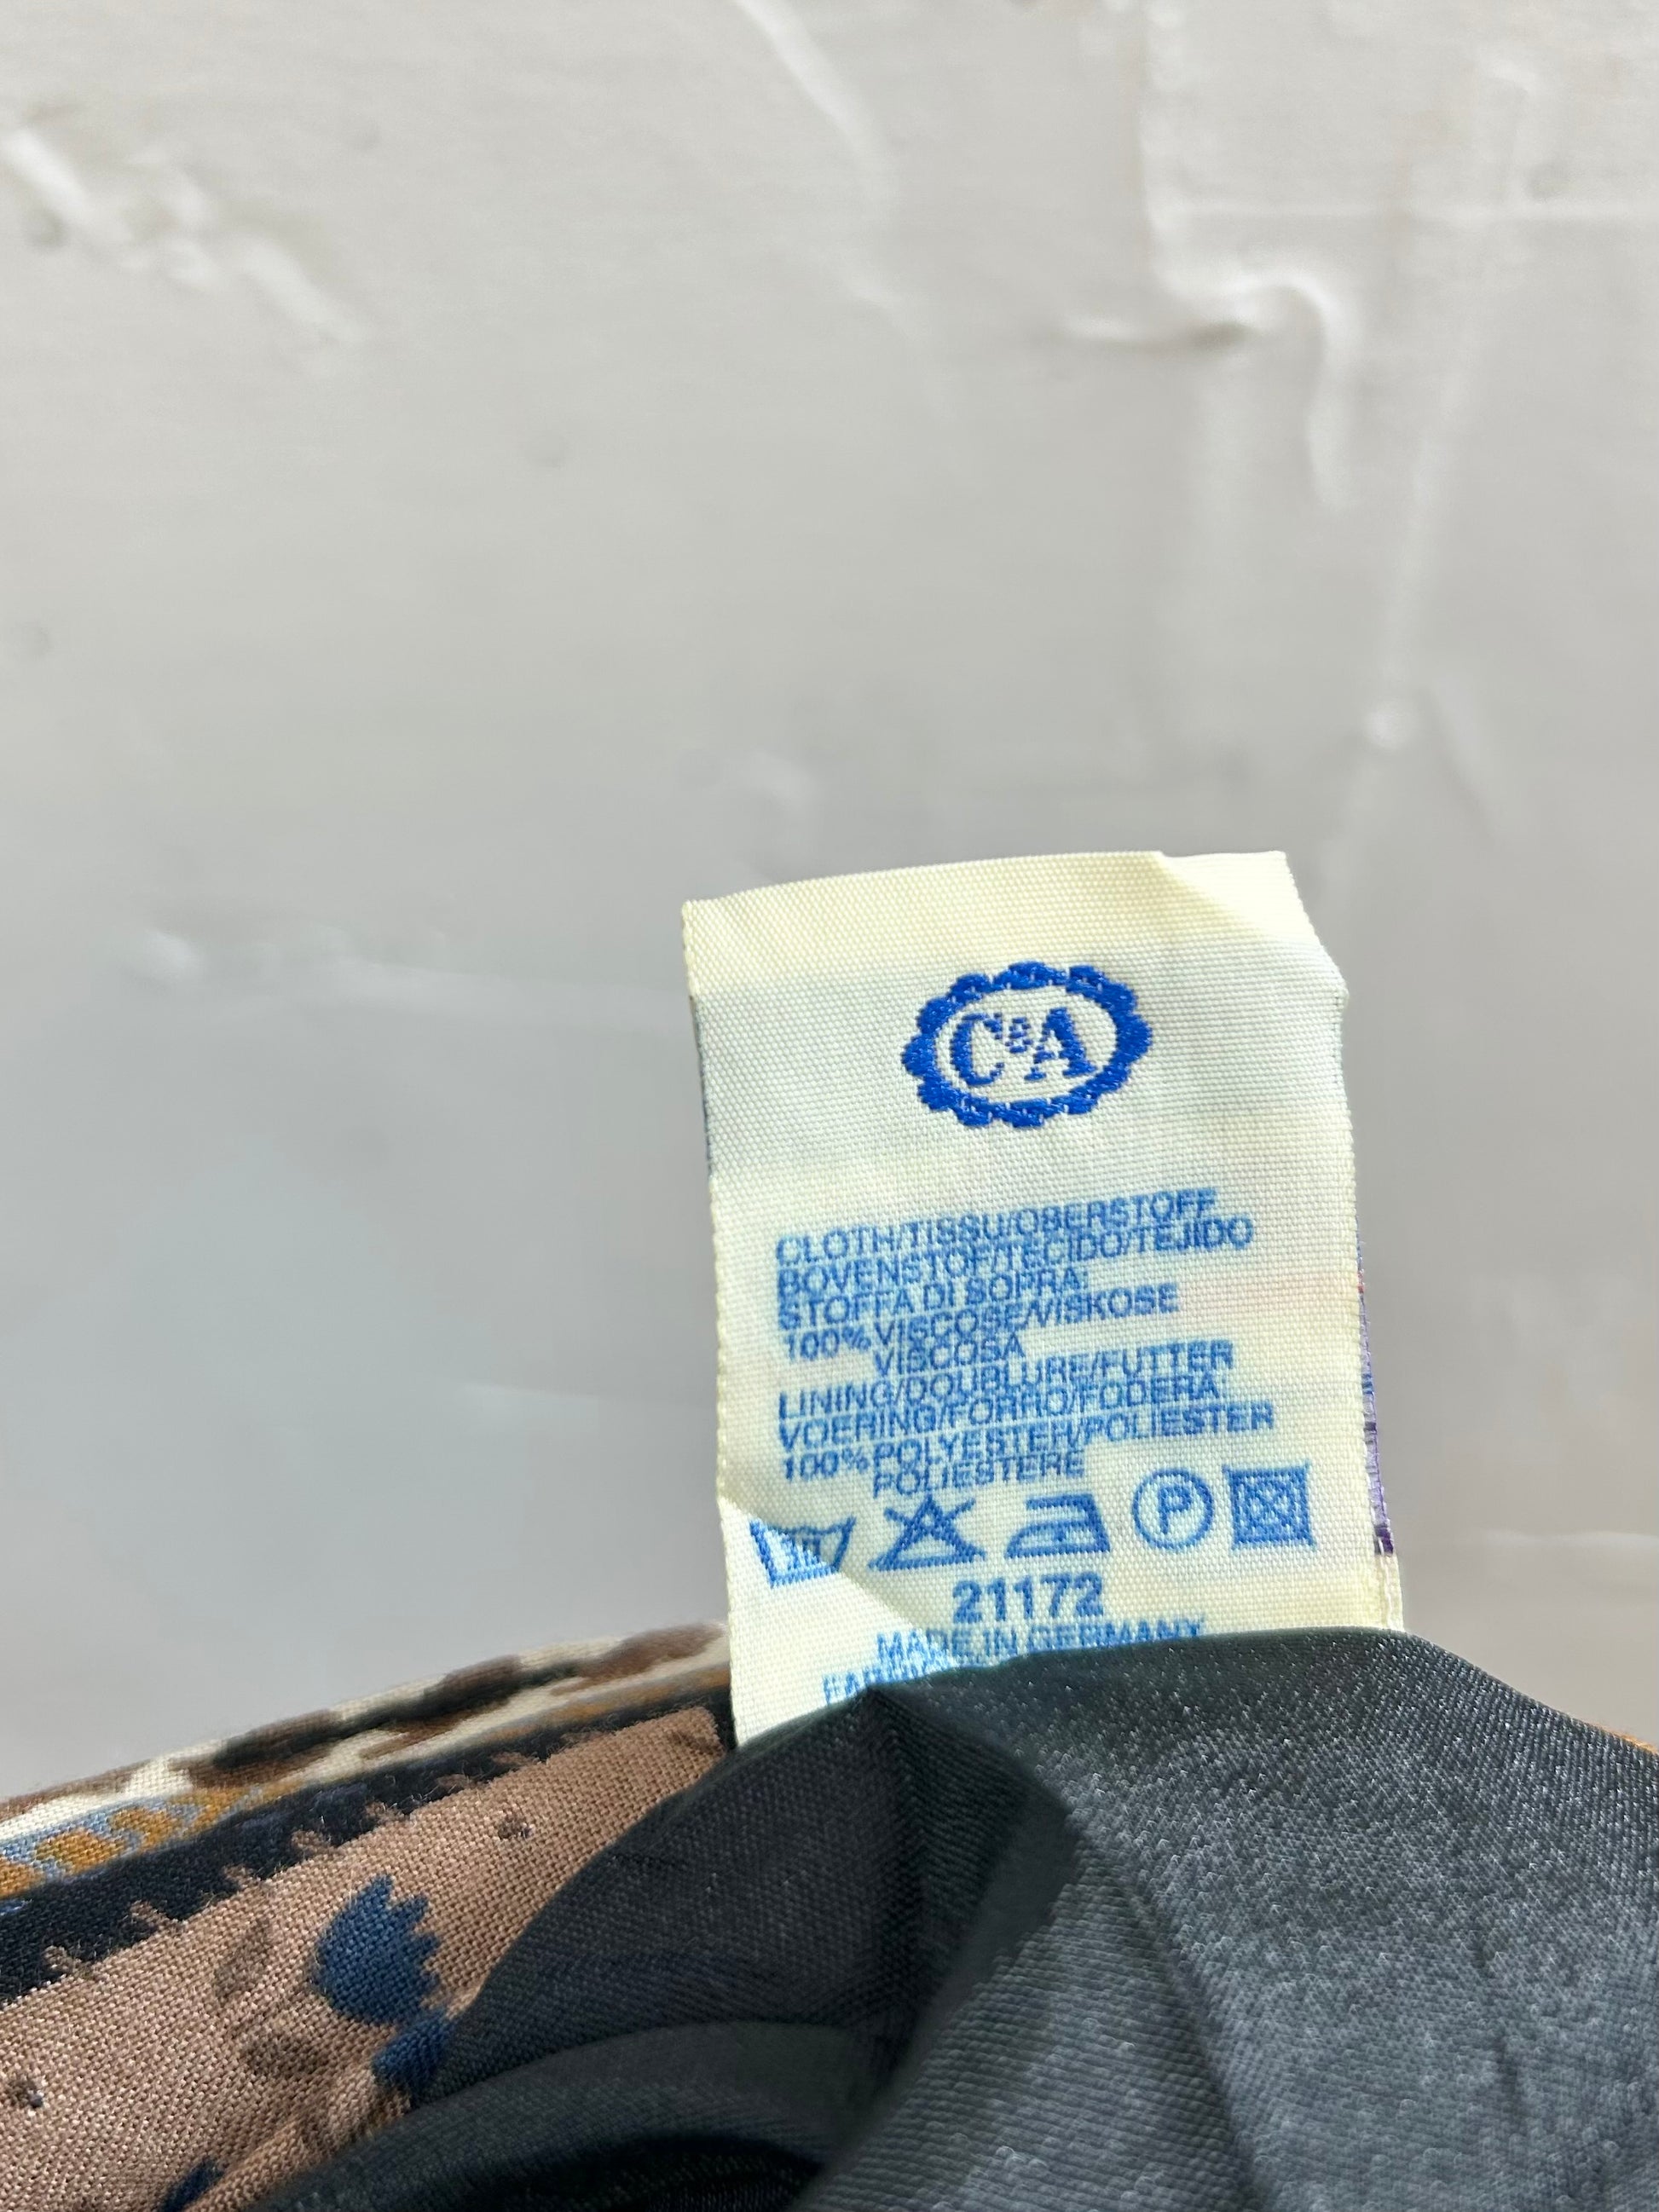 C&A
CLOTH/TISSU/OBERSTOFF
BOVENSTOF/TECIDO/TEJIDO
STOFFA DI SOPRA:
100% VISCOSE/VISKOSE
VISCOSA
LINING/DOUBLURE/FUTTER
VOERING/FORRO/FODERA
100% POLYESTER/POLIESTER
POLIESTERE
P
21172
MADE IN GERMANY